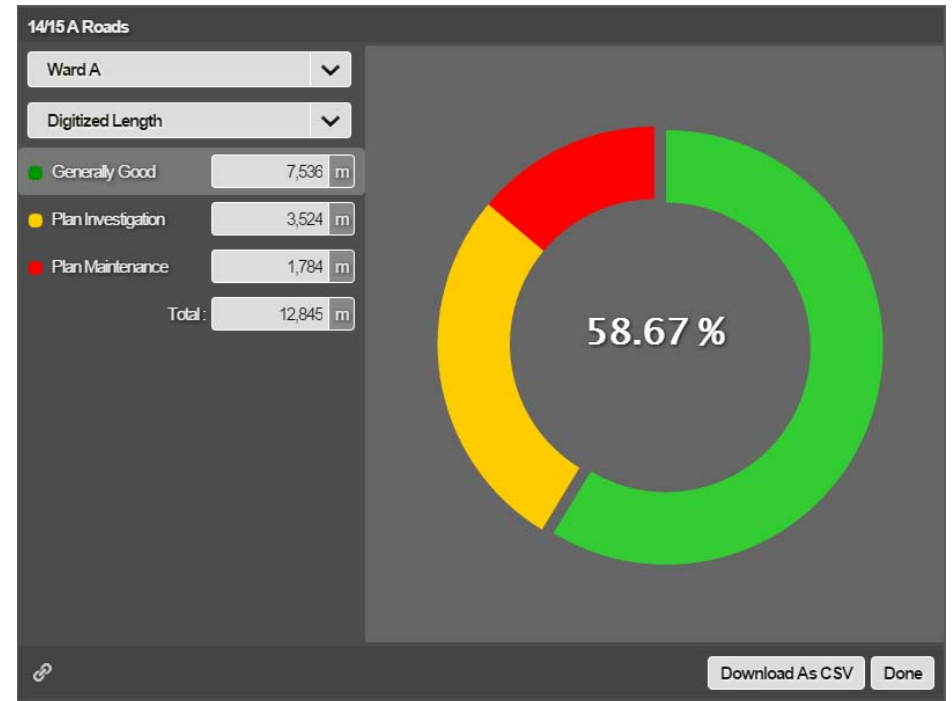 14/15 A Roads
Ward A
Digitized Length
Generally Good 7,536 m
Plan Investigation 3,524 m
Plan Maintenance 1,784 m
Total : 12,845 m
58.67 %
Download As CSV Done